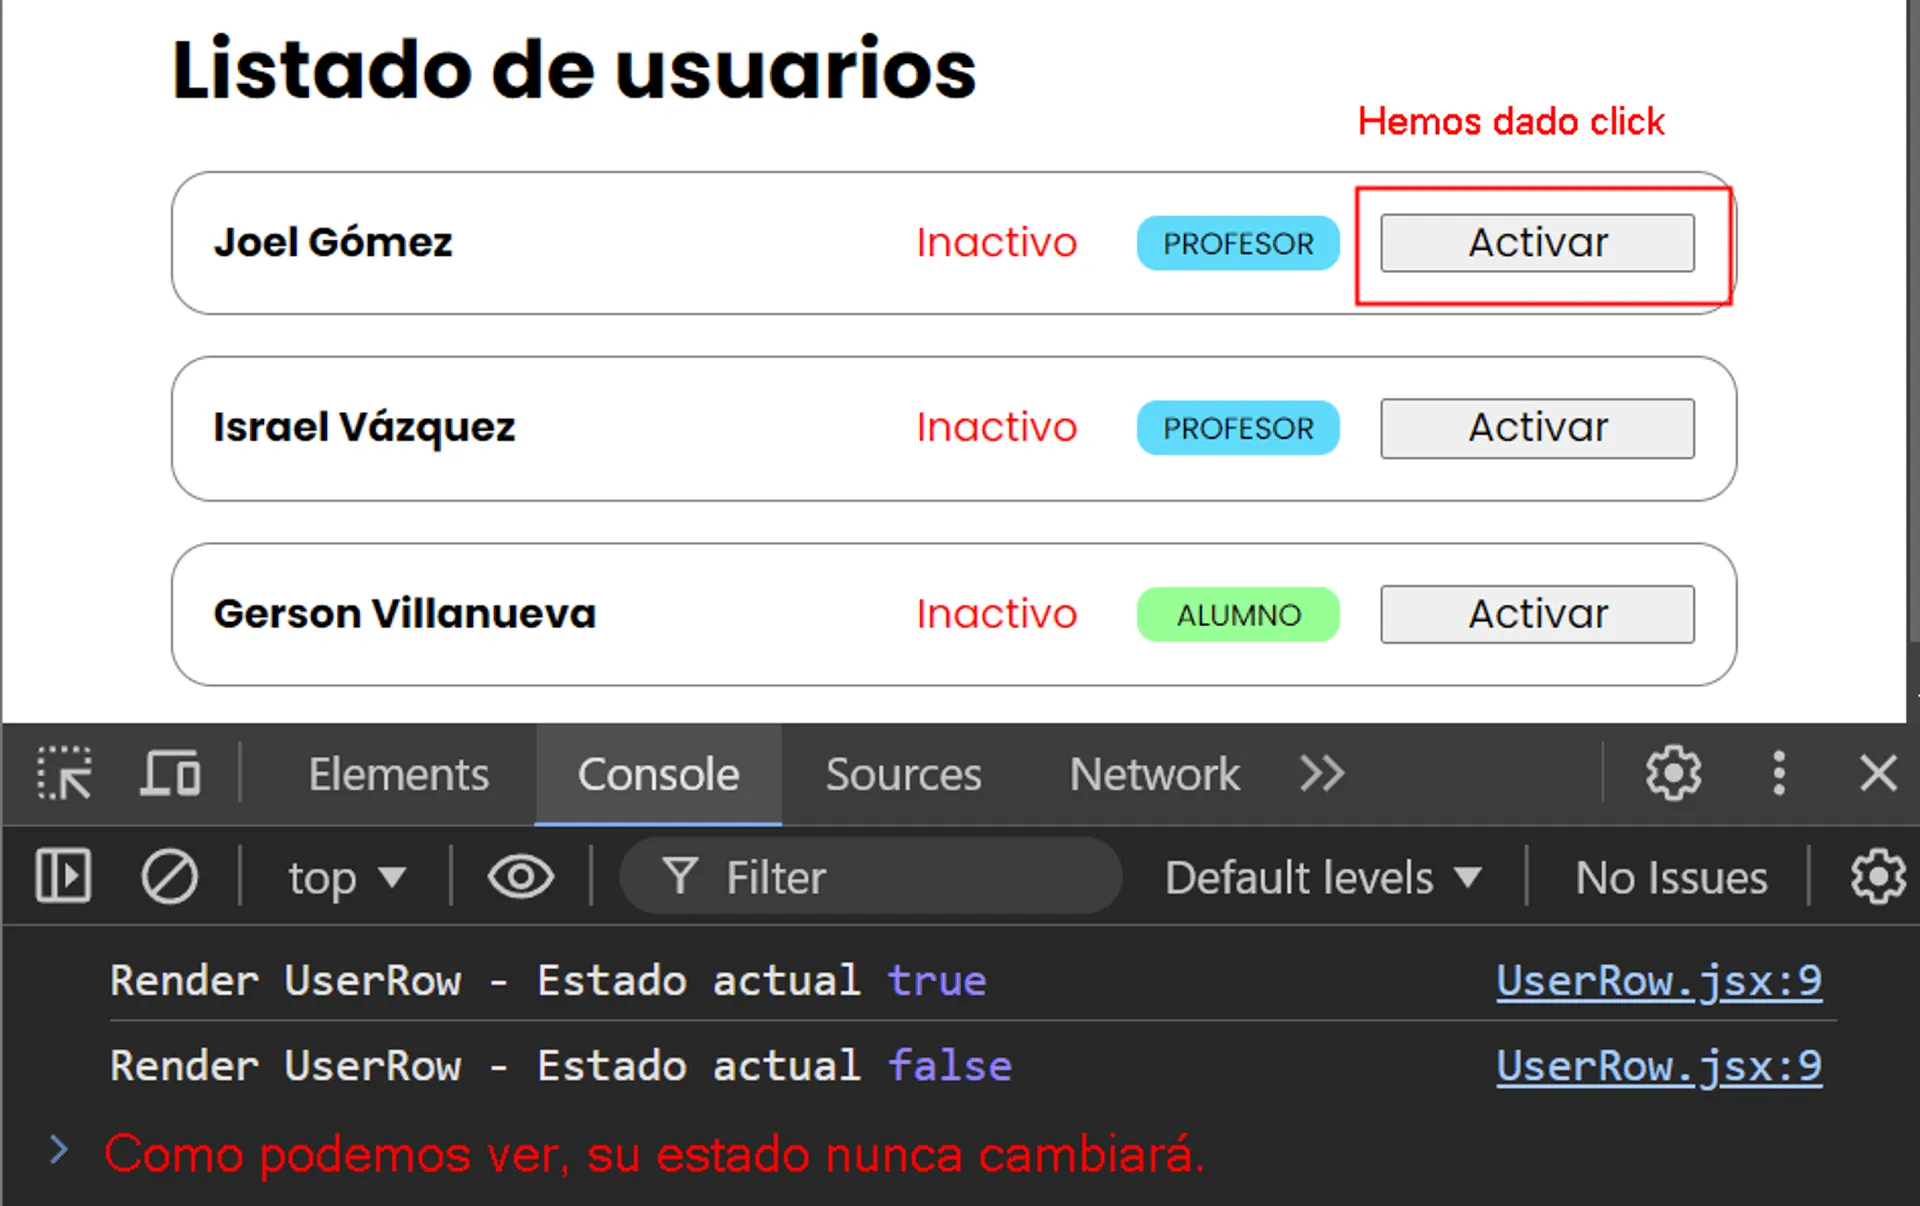 Listado de usuarios
Hemos dado click
Joel Gómez Inactivo PROFESOR Activar
Israel Vázquez Inactivo PROFESOR Activar
Gerson Villanueva Inactivo ALUMNO Activar
Elements Console Sources Network
top Filter Default levels No Issues
Render UserRow - Estado actual true UserRow.jsx:9
Render UserRow - Estado actual false UserRow.jsx:9
Como podemos ver, su estado nunca cambiará.